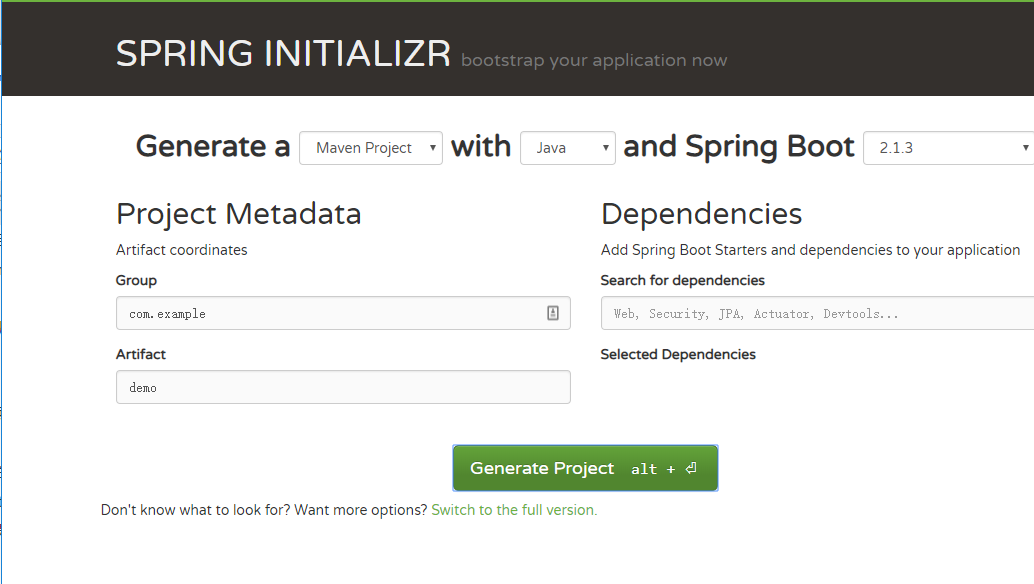 SPRING INITIALIZR bootstrap your application now
Generate a Maven Project with Java and Spring Boot 2.1.3
Project Metadata
Artifact coordinates
Group
com.example
Artifact
demo
Dependencies
Add Spring Boot Starters and dependencies to your application
Search for dependencies
Web, Security, JPA, Actuator, Devtools...
Selected Dependencies
Generate Project alt + ⏎
Don't know what to look for? Want more options? Switch to the full version.